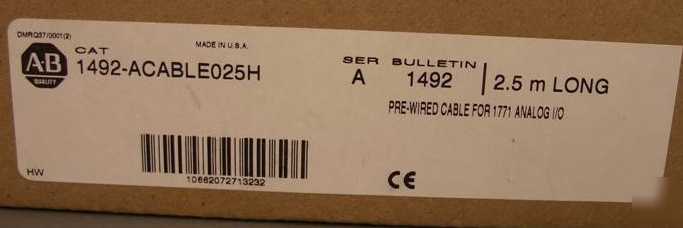 DMRQ37/0001(2)
MADE IN U.S.A.
A-B
QUALITY
CAT
1492-ACABLE025H
SER BULLETIN
A 1492 2.5 m LONG
PRE-WIRED CABLE FOR 1771 ANALOG I/O
10662072713232
HW
CE